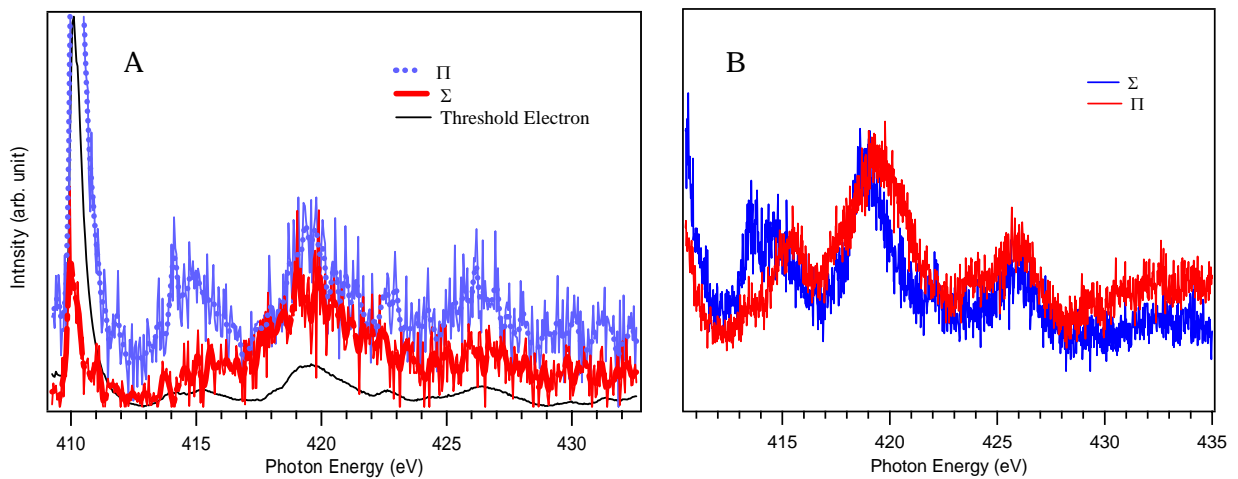 A
Π
Σ
Threshold Electron
Intnsity (arb. unit)
410 415 420 425 430
Photon Energy (eV)
B
Σ
Π
415 420 425 430 435
Photon Energy (eV)